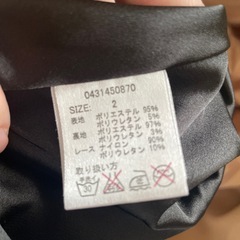 0431450870
SIZE: 2
表地 ポリエステル 95%
ポリウレタン 5%
裏地 ポリエステル 97%
ポリウレタン 3%
レース ナイロン 90%
ポリウレタン 10%
取り扱い方